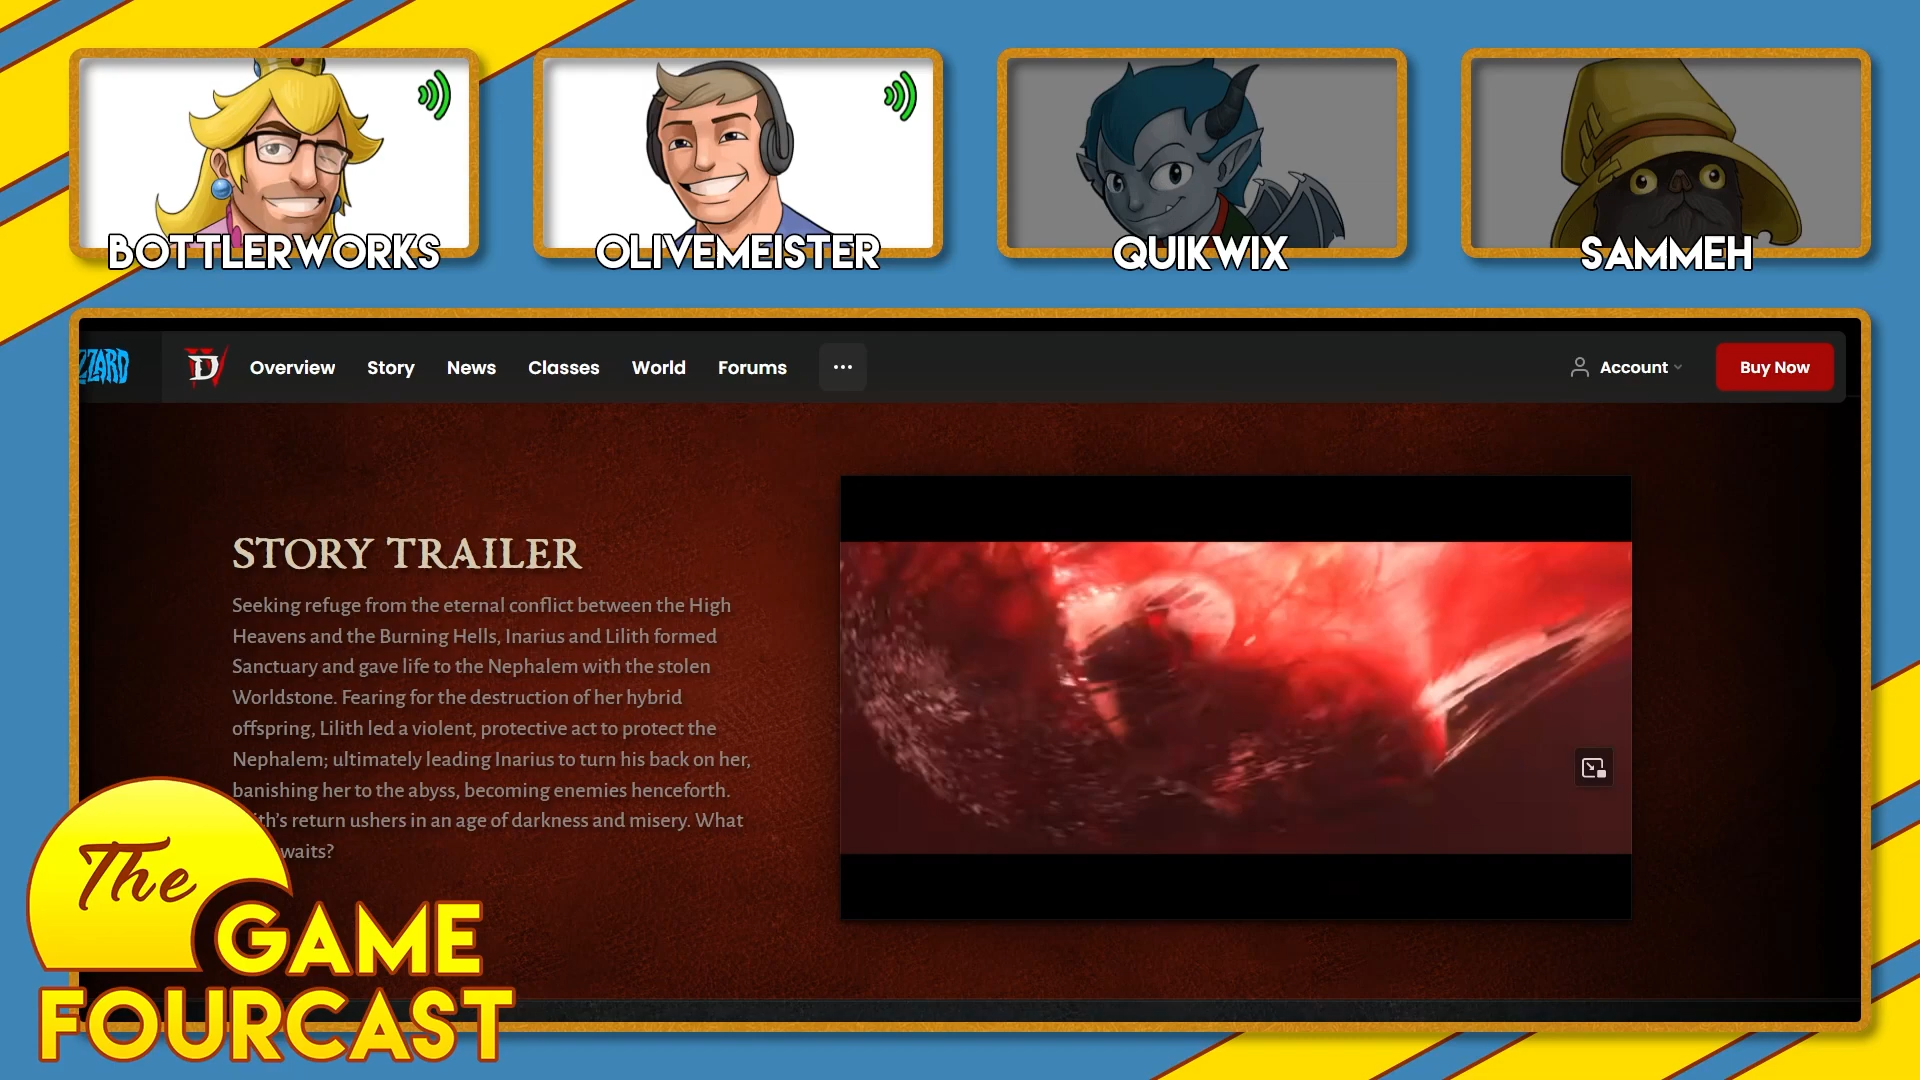 BOTTLERWORKS
OLIVEMEISTER
QUIKWIX
SAMMEH
ZZARD
D
Overview
Story
News
Classes
World
Forums
...
Account
Buy Now
STORY TRAILER
Seeking refuge from the eternal conflict between the High
Heavens and the Burning Hells, Inarius and Lilith formed
Sanctuary and gave life to the Nephalem with the stolen
Worldstone. Fearing for the destruction of her hybrid
offspring, Lilith led a violent, protective act to protect the
Nephalem; ultimately leading Inarius to turn his back on her,
banishing her to the abyss, becoming enemies henceforth.
ith's return ushers in an age of darkness and misery. What
waits?
The
GAME
FOURCAST